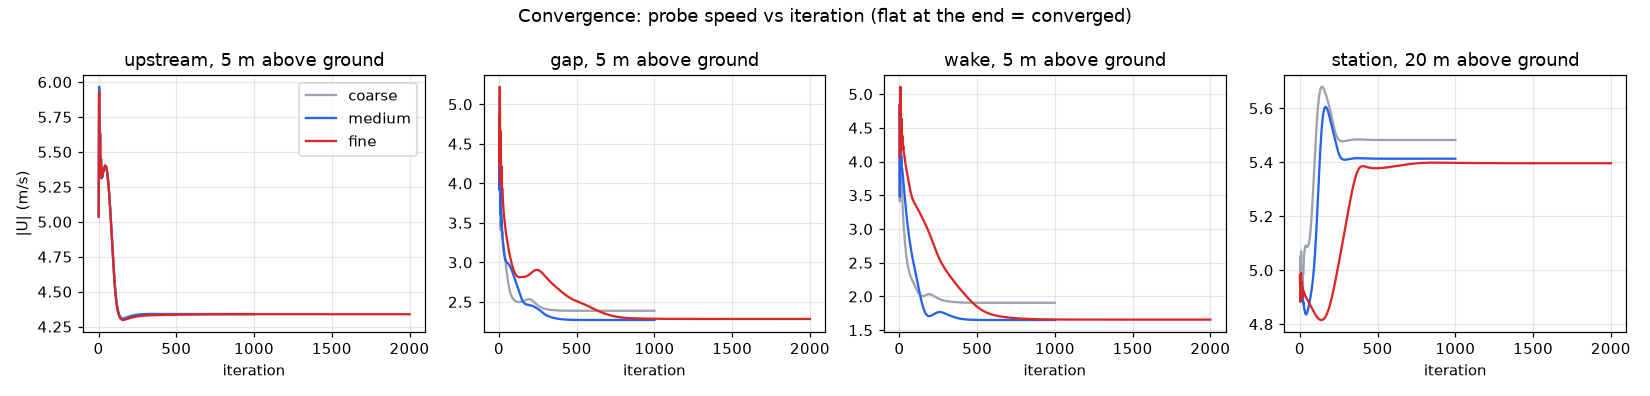 Convergence: probe speed vs iteration (flat at the end = converged)
upstream, 5 m above ground
6.00
5.75
5.50
5.25
5.00
4.75
4.50
4.25
|U| (m/s)
coarse
medium
fine
0 500 1000 1500 2000
iteration
gap, 5 m above ground
5.0
4.5
4.0
3.5
3.0
2.5
0 500 1000 1500 2000
iteration
wake, 5 m above ground
5.0
4.5
4.0
3.5
3.0
2.5
2.0
1.5
0 500 1000 1500 2000
iteration
station, 20 m above ground
5.6
5.4
5.2
5.0
4.8
0 500 1000 1500 2000
iteration